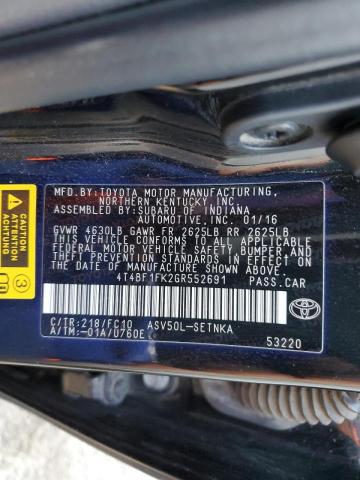 MFD. BY:TOYOTA MOTOR MANUFACTURING,
NORTHERN KENTUCKY, INC.
ASSEMBLED BY: SUBARU OF INDIANA
AUTOMOTIVE, INC. 01/16
GVWR 4630LB GAWR FR 2625LB RR 2625LB
THIS VEHICLE CONFORMS TO ALL APPLICABLE
FEDERAL MOTOR VEHICLE SAFETY, BUMPER, AND
THEFT PREVENTION STANDARDS IN EFFECT ON
THE DATE OF MANUFACTURE SHOWN ABOVE.
4T4BF1FK2GR552691 PASS.CAR
C/TR:218/FC10 ASV50L-SETNKA
A/TM:-01A/U760E
53220
TOYOTA
3